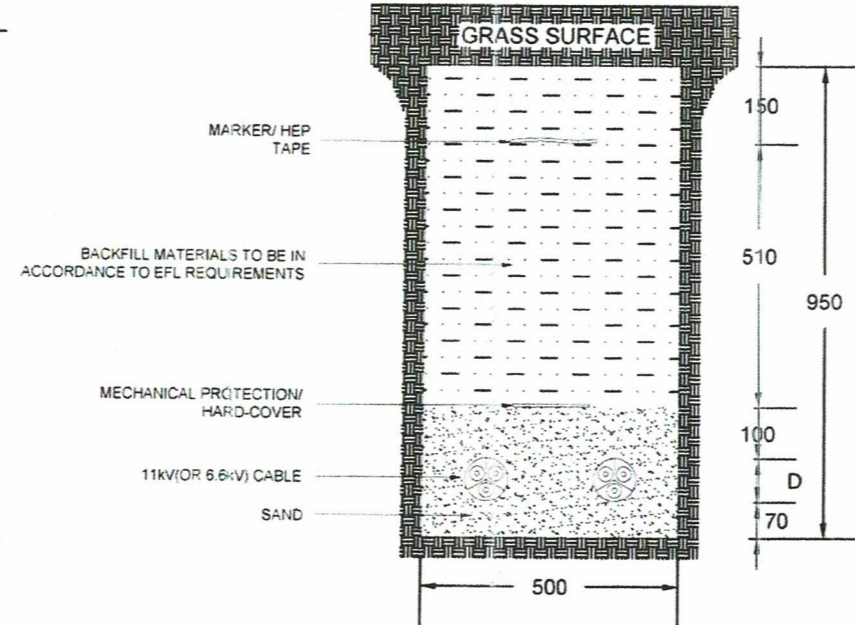 GRASS SURFACE
150
MARKER/ HEP
TAPE
BACKFILL MATERIALS TO BE IN
ACCORDANCE TO EFL REQUIREMENTS
510
950
MECHANICAL PROTECTION/
HARD-COVER
100
11kV(OR 6.6kV) CABLE
D
SAND
70
500